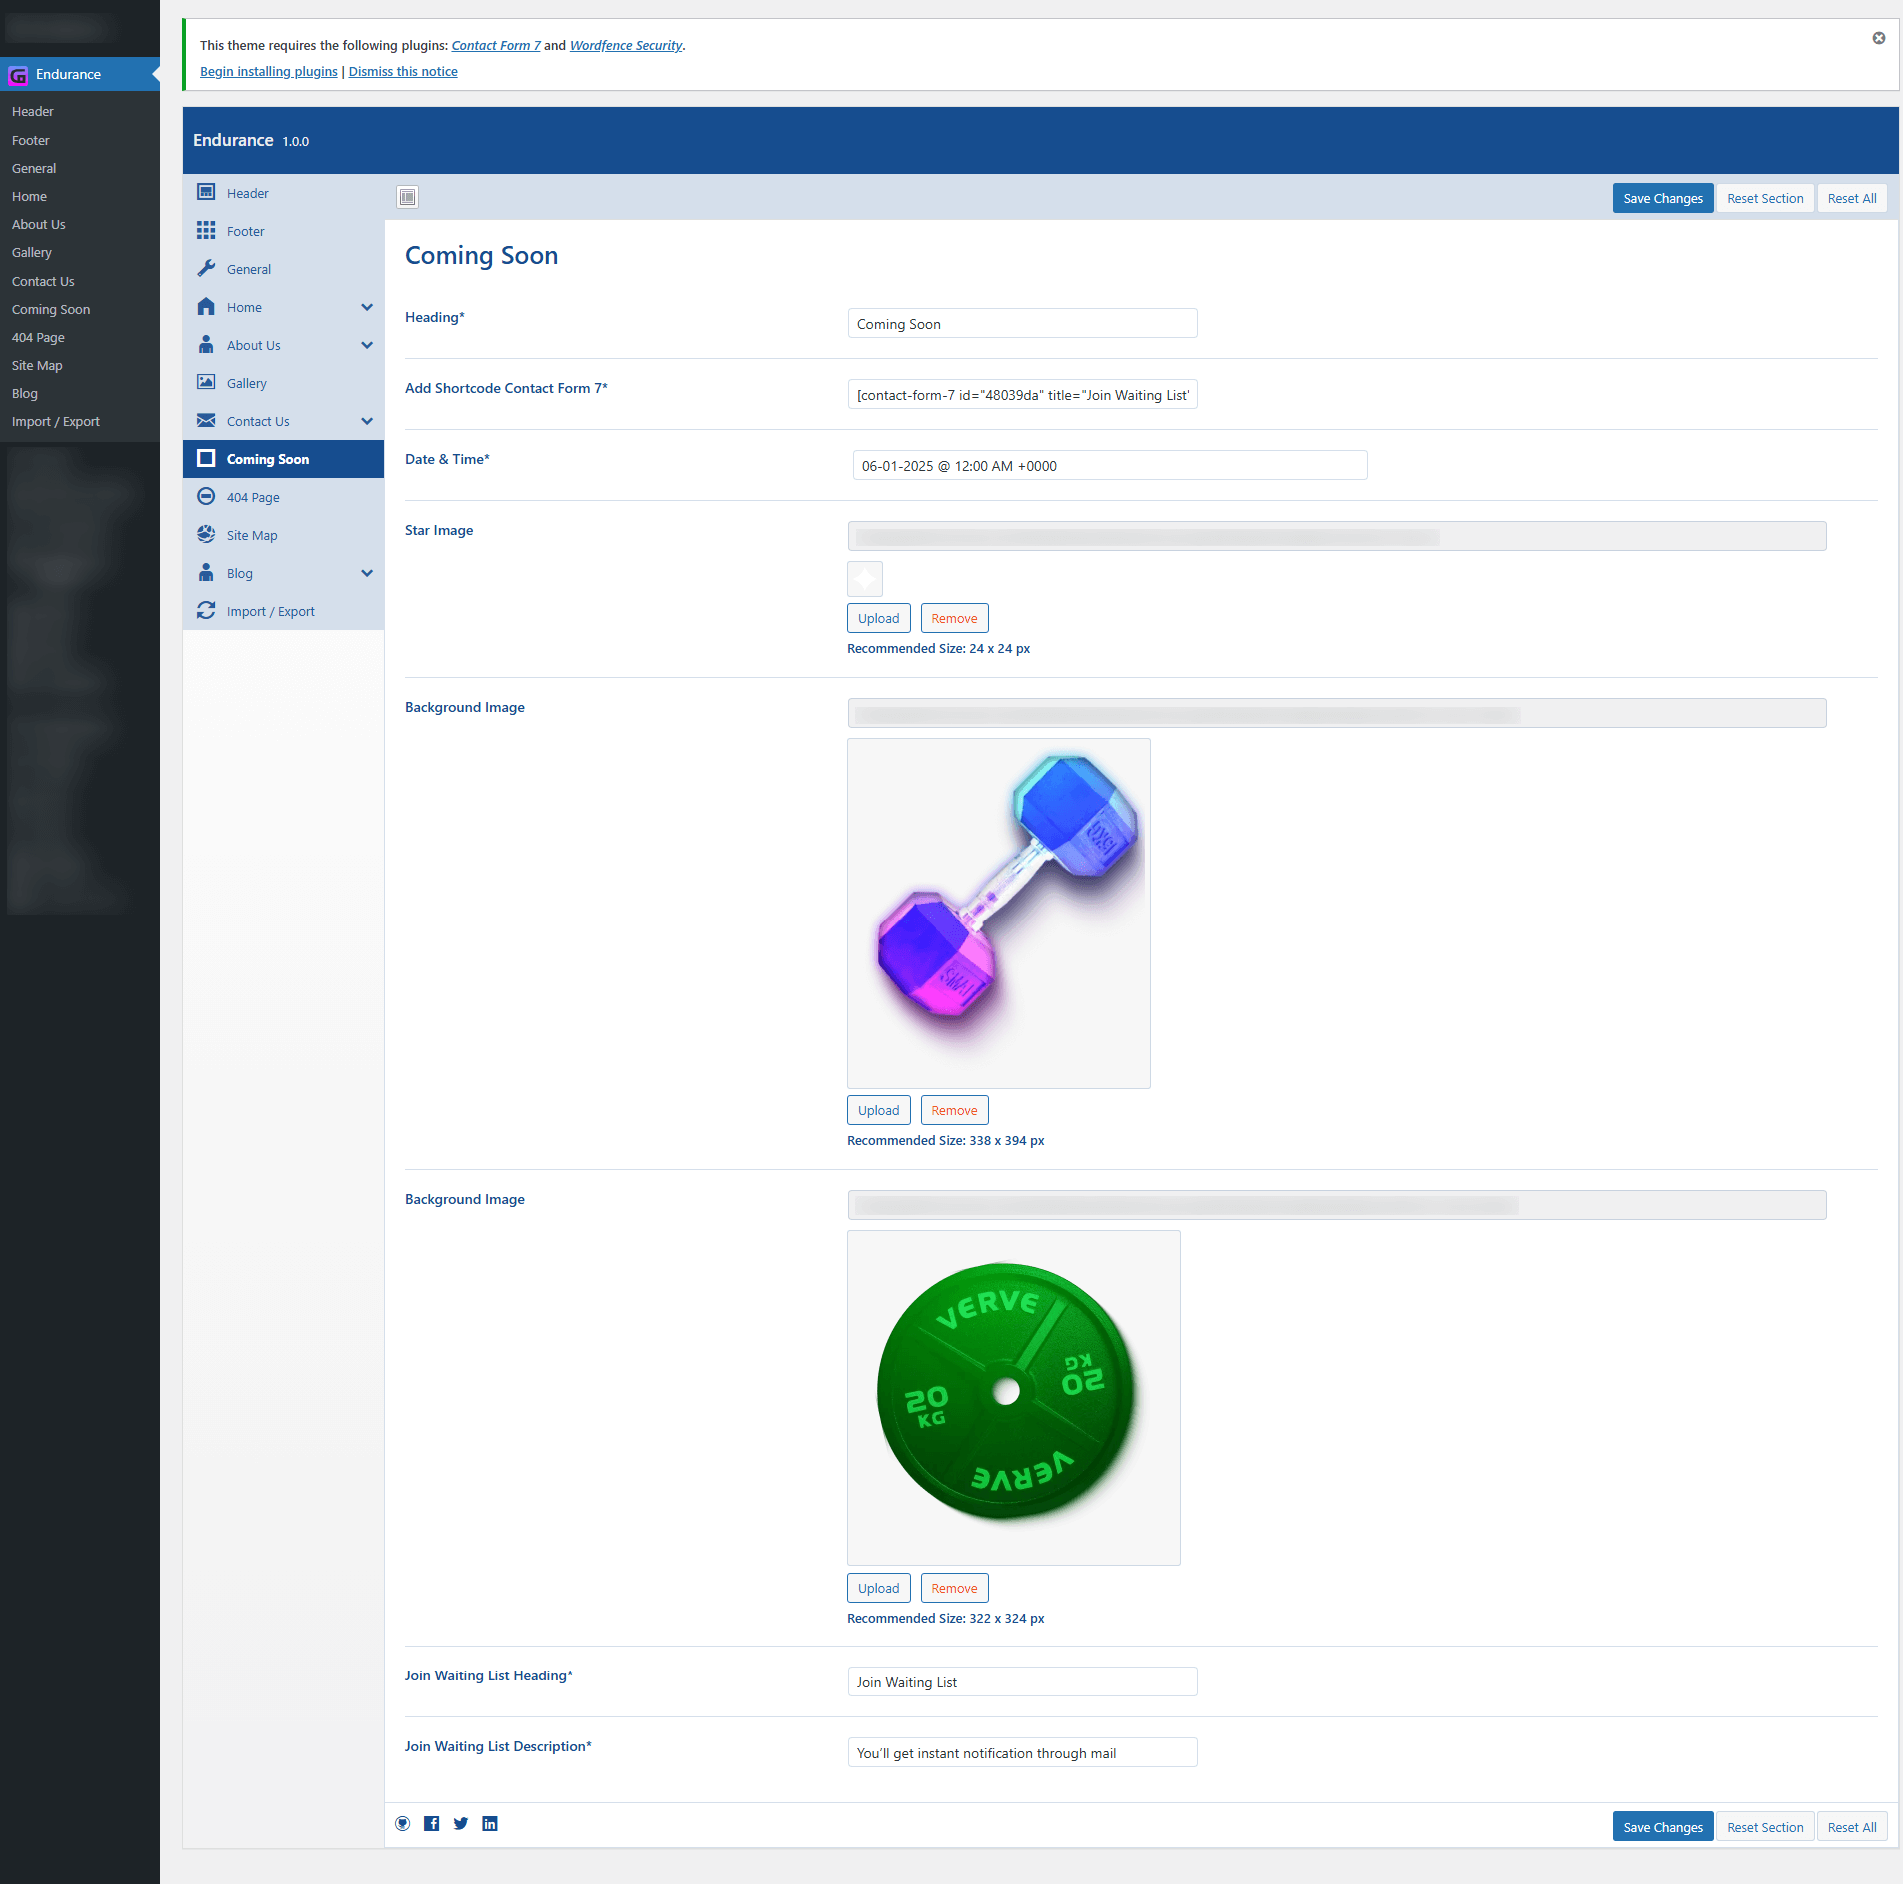 This theme requires the following plugins: Contact Form 7 and Wordfence Security.
Begin installing plugins | Dismiss this notice
Endurance
Header
Footer
General
Home
About Us
Gallery
Contact Us
Coming Soon
404 Page
Site Map
Blog
Import / Export
Endurance 1.0.0
Header
Footer
General
Home
About Us
Gallery
Contact Us
Coming Soon
404 Page
Site Map
Blog
Import / Export
Save Changes
Reset Section
Reset All
Coming Soon
Heading*
Coming Soon
Add Shortcode Contact Form 7*
[contact-form-7 id="48039da" title="Join Waiting List"
Date & Time*
06-01-2025 @ 12:00 AM +0000
Star Image
Upload
Remove
Recommended Size: 24 x 24 px
Background Image
Upload
Remove
Recommended Size: 338 x 394 px
Background Image
VERVE
20
KG
20
KG
VERVE
Upload
Remove
Recommended Size: 322 x 324 px
Join Waiting List Heading*
Join Waiting List
Join Waiting List Description*
You'll get instant notification through mail
Save Changes
Reset Section
Reset All